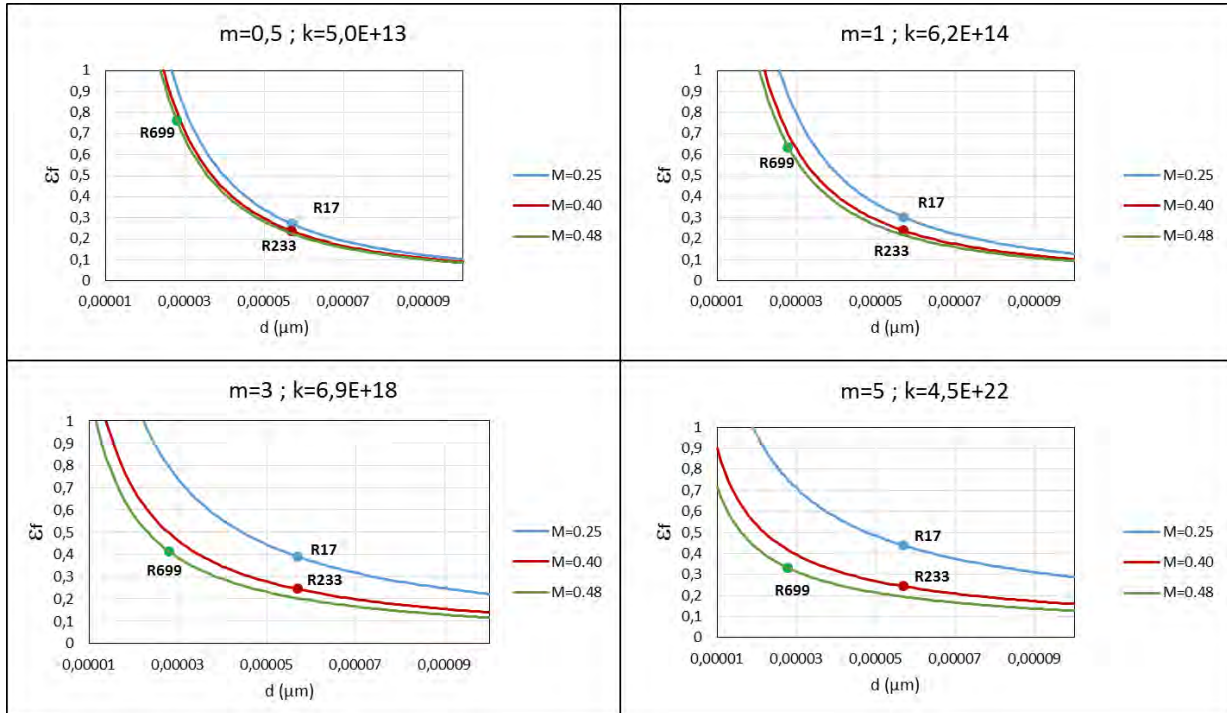 m=0,5 ; k=5,0E+13
1
0,9
0,8
0,7
0,6
0,5
0,4
0,3
0,2
0,1
0
εf
R699
R17
R233
0,00001 0,00003 0,00005 0,00007 0,00009
d (µm)
M=0.25
M=0.40
M=0.48
m=1 ; k=6,2E+14
1
0,9
0,8
0,7
0,6
0,5
0,4
0,3
0,2
0,1
0
εf
R699
R17
R233
0,00001 0,00003 0,00005 0,00007 0,00009
d (µm)
M=0.25
M=0.40
M=0.48
m=3 ; k=6,9E+18
1
0,9
0,8
0,7
0,6
0,5
0,4
0,3
0,2
0,1
0
εf
R17
R699
R233
0,00001 0,00003 0,00005 0,00007 0,00009
d (µm)
M=0.25
M=0.40
M=0.48
m=5 ; k=4,5E+22
1
0,9
0,8
0,7
0,6
0,5
0,4
0,3
0,2
0,1
0
εf
R17
R233
R699
0,00001 0,00003 0,00005 0,00007 0,00009
d (µm)
M=0.25
M=0.40
M=0.48